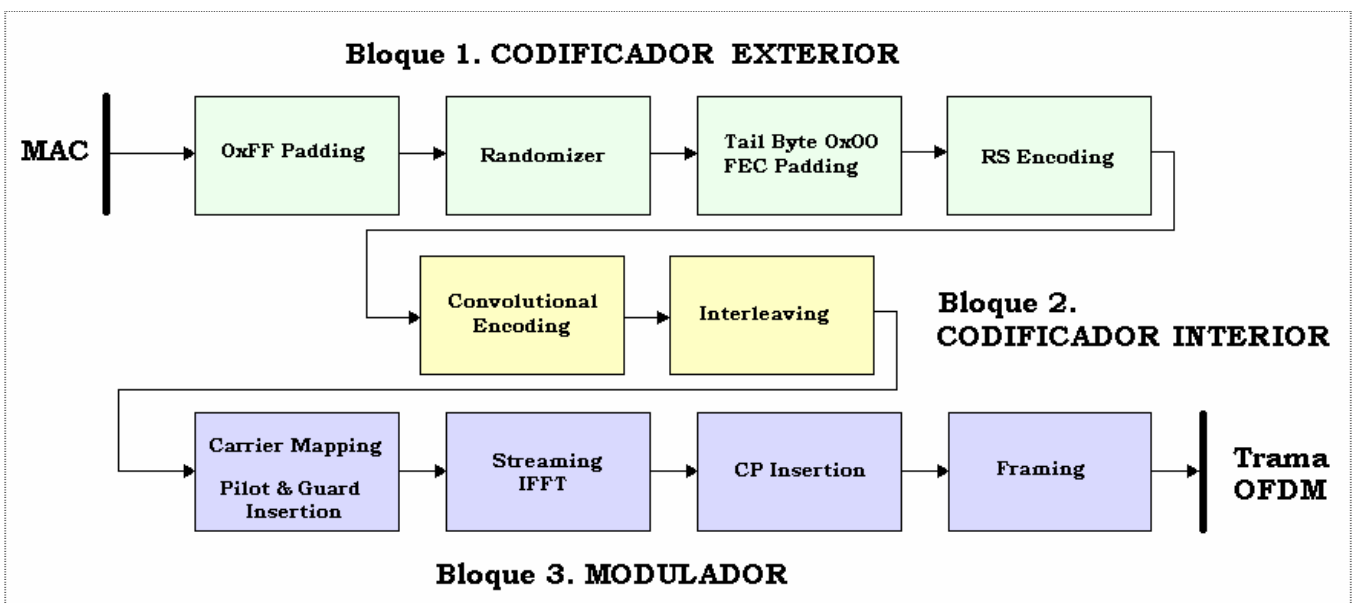 Bloque 1. CODIFICADOR EXTERIOR
MAC
0xFF Padding
Randomizer
Tail Byte 0x00
FEC Padding
RS Encoding
Convolutional
Encoding
Interleaving
Bloque 2.
CODIFICADOR INTERIOR
Carrier Mapping
Pilot & Guard
Insertion
Streaming
IFFT
CP Insertion
Framing
Trama
OFDM
Bloque 3. MODULADOR